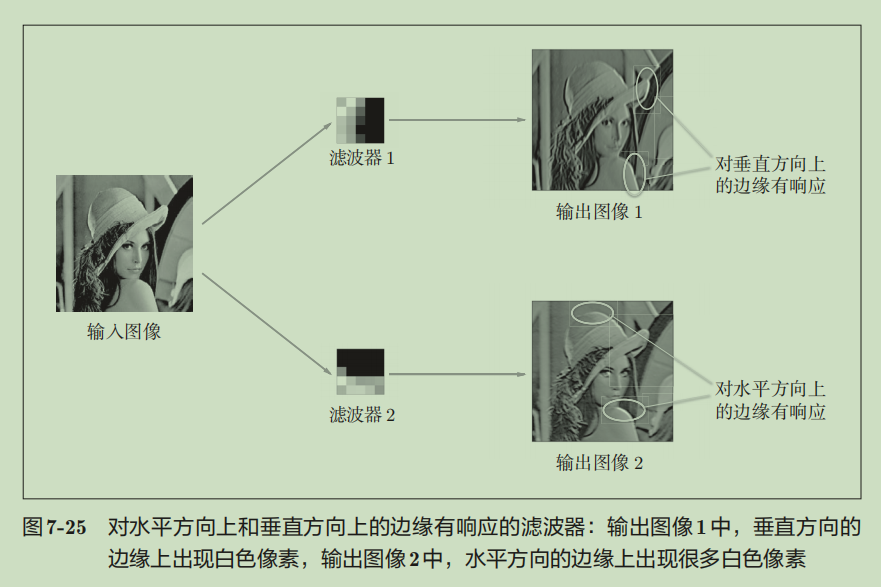 滤波器 1
对垂直方向上
的边缘有响应
输出图像 1
输入图像
对水平方向上
的边缘有响应
滤波器 2
输出图像 2
图 7-25 对水平方向上和垂直方向上的边缘有响应的滤波器：输出图像 1 中，垂直方向的
边缘上出现白色像素，输出图像 2 中，水平方向的边缘上出现很多白色像素